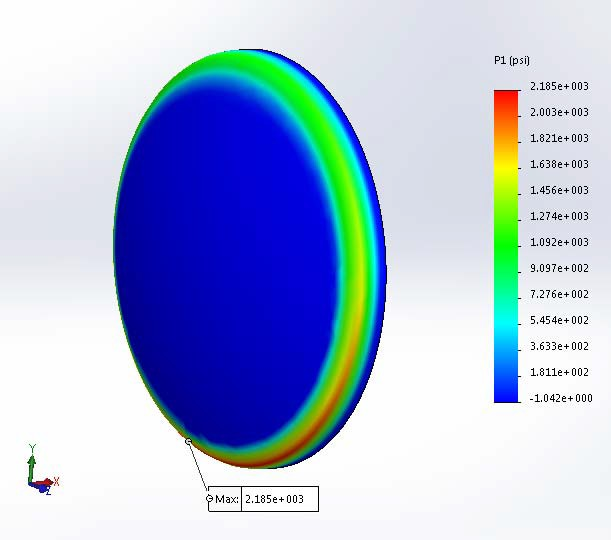 P1 (psi)
2.185e+003
2.003e+003
1.821e+003
1.638e+003
1.456e+003
1.274e+003
1.092e+003
9.097e+002
7.276e+002
5.454e+002
3.633e+002
1.811e+002
-1.042e+000
Y
X
Z
Max: 2.185e+003